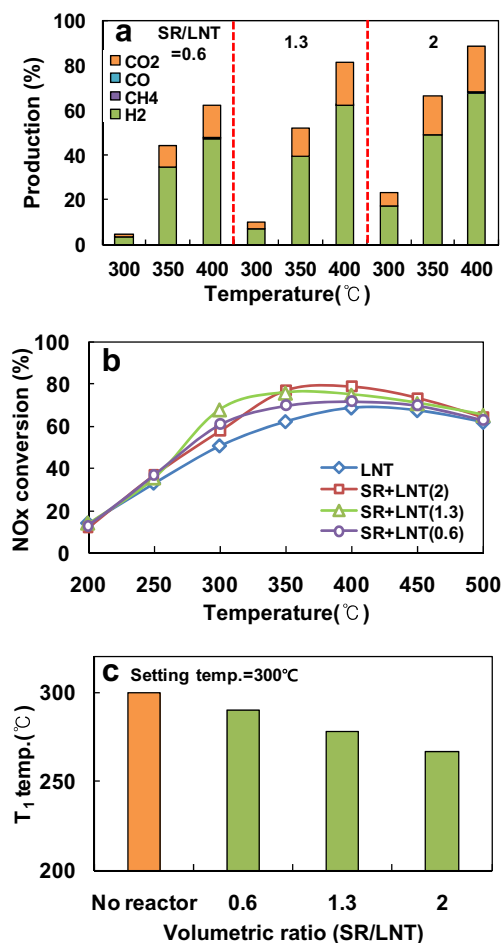 a
SR/LNT
=0.6
1.3
2
CO2
CO
CH4
H2
100
80
60
40
20
0
Production (%)
300 350 400 300 350 400 300 350 400
Temperature(℃)
b
100
80
60
40
20
0
NOx conversion (%)
LNT
SR+LNT(2)
SR+LNT(1.3)
SR+LNT(0.6)
200 250 300 350 400 450 500
Temperature(℃)
c
Setting temp.=300℃
300
250
200
T1 temp.(℃)
No reactor 0.6 1.3 2
Volumetric ratio (SR/LNT)